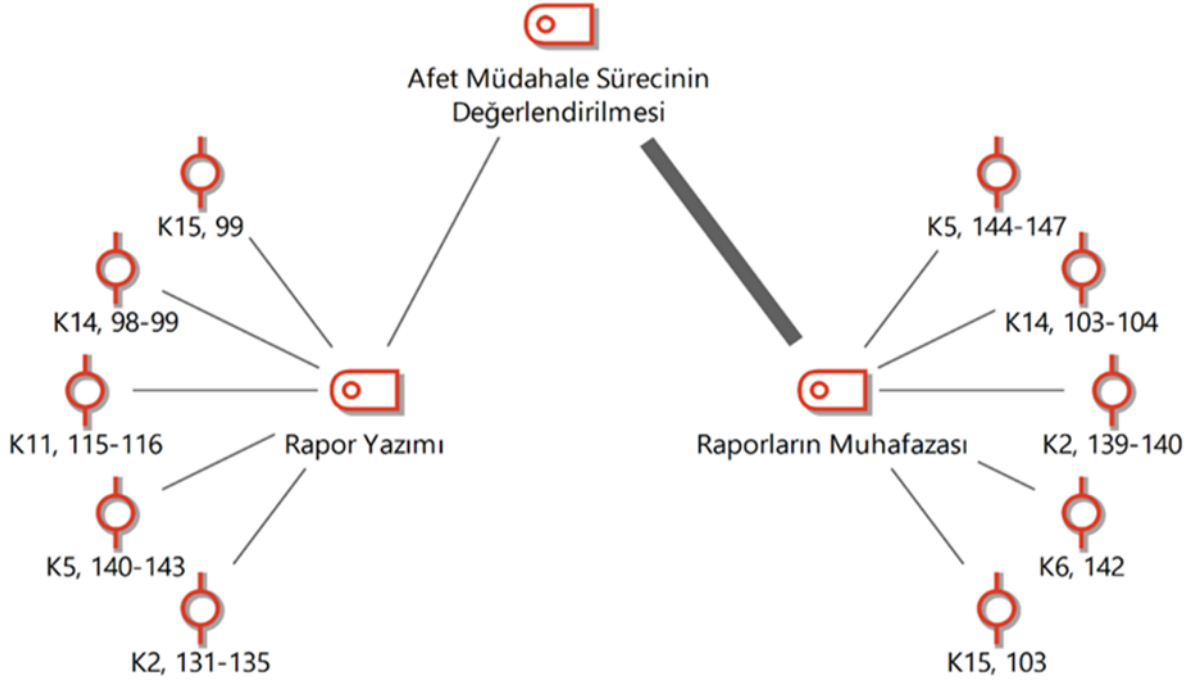 Afet Müdahale Sürecinin
Değerlendirilmesi
K15, 99
K14, 98-99
K11, 115-116
K5, 140-143
K2, 131-135
Rapor Yazımı
Raporların Muhafazası
K5, 144-147
K14, 103-104
K2, 139-140
K6, 142
K15, 103